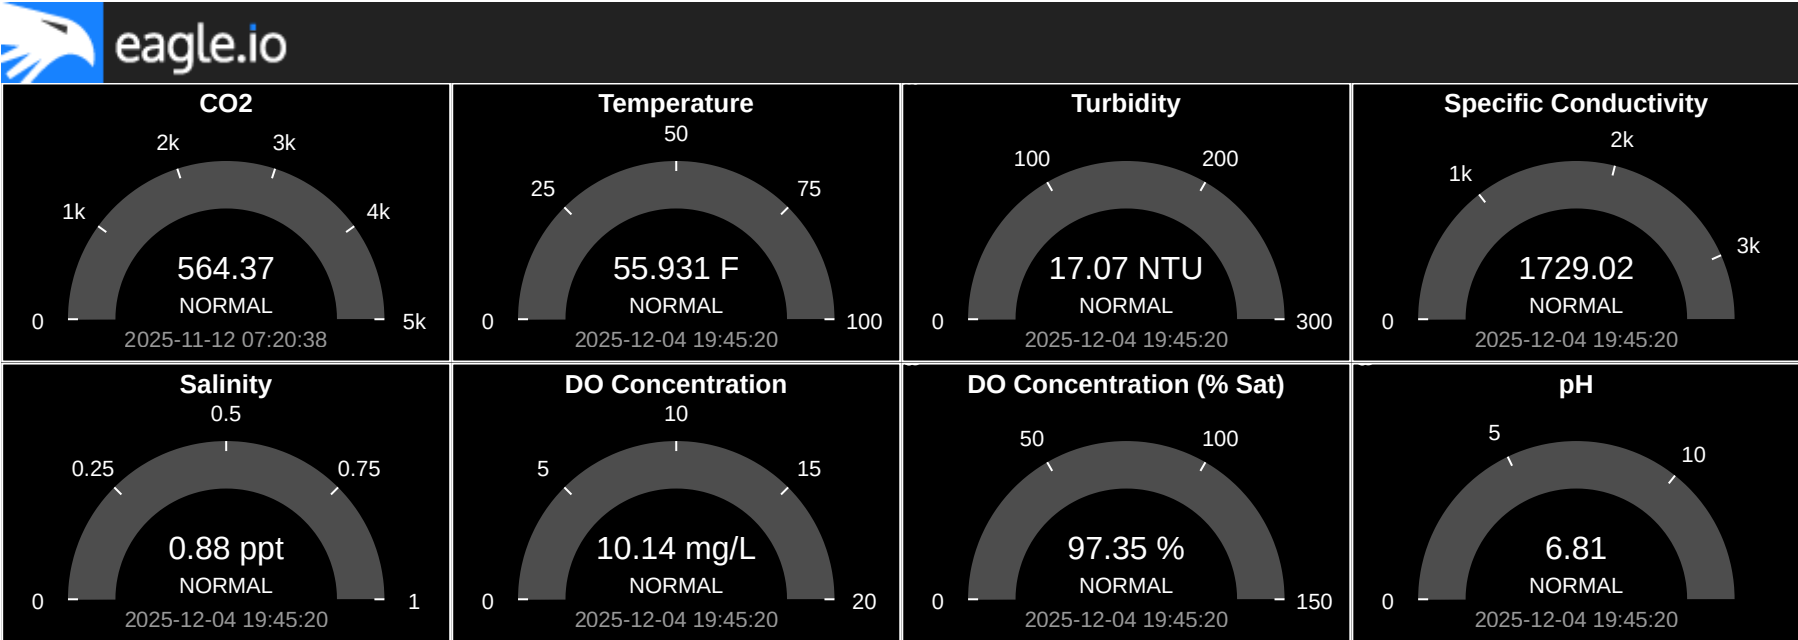 eagle.io
CO2
2k 3k
1k 4k
564.37
NORMAL
0 5k
2025-11-12 07:20:38
Temperature
50
25 75
55.931 F
NORMAL
0 100
2025-12-04 19:45:20
Turbidity
100 200
17.07 NTU
NORMAL
0 300
2025-12-04 19:45:20
Specific Conductivity
2k
1k
3k
1729.02
NORMAL
0
2025-12-04 19:45:20
Salinity
0.5
0.25 0.75
0.88 ppt
NORMAL
0 1
2025-12-04 19:45:20
DO Concentration
10
5 15
10.14 mg/L
NORMAL
0 20
2025-12-04 19:45:20
DO Concentration (% Sat)
50 100
97.35 %
NORMAL
0 150
2025-12-04 19:45:20
pH
5
10
6.81
NORMAL
0
2025-12-04 19:45:20